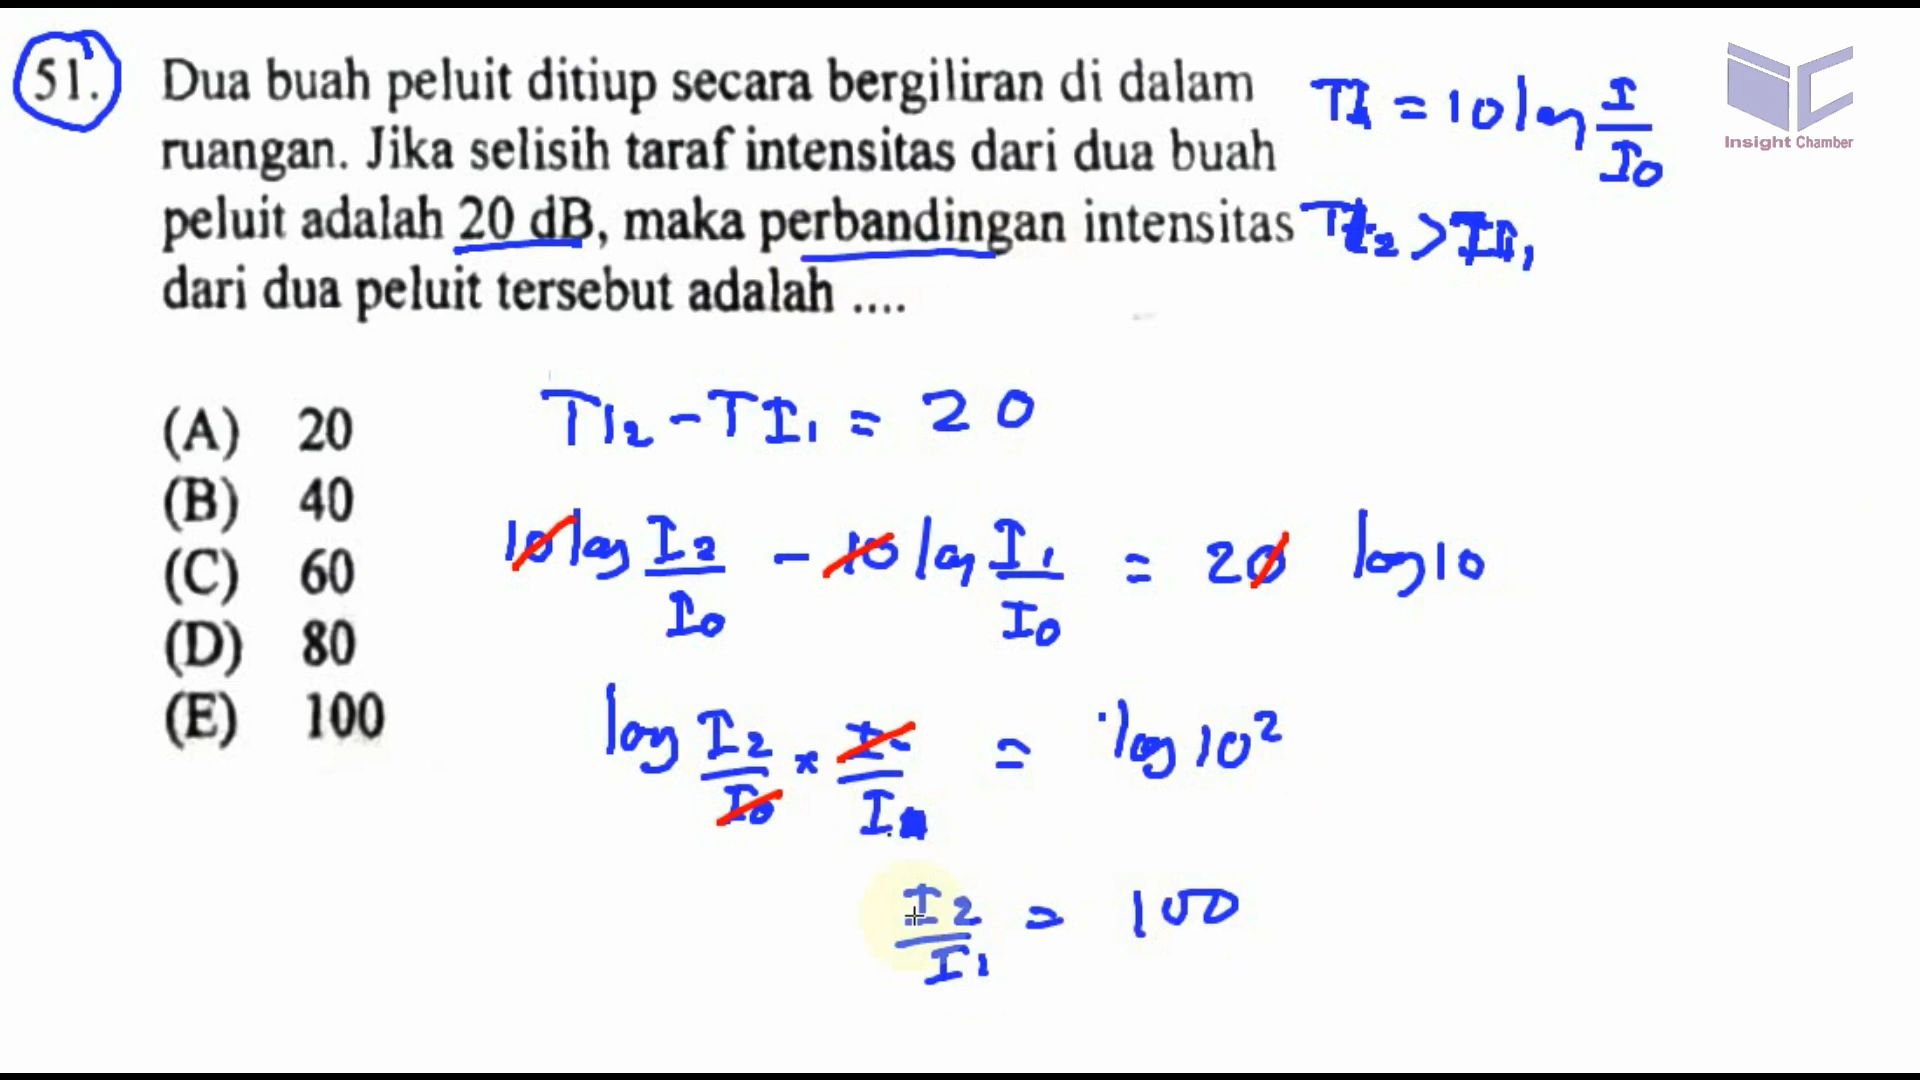 51. Dua buah peluit ditiup secara bergiliran di dalam
ruangan. Jika selisih taraf intensitas dari dua buah
peluit adalah 20 dB, maka perbandingan intensitas
dari dua peluit tersebut adalah ....
(A) 20
(B) 40
(C) 60
(D) 80
(E) 100
TI = 10 log I/I0
TI2 > TI1
Insight Chamber
TI2 - TI1 = 20
10 log I2/I0 - 10 log I1/I0 = 20 log 10
log I2/I0 × I0/I1 = log 10²
I2/I1 = 100